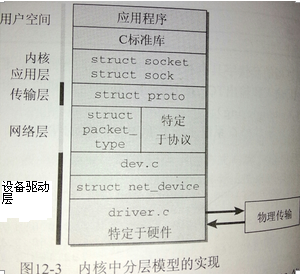 用户空间
应用程序
C标准库
内核
应用层
struct socket
struct sock
传输层
struct proto
网络层
struct
packet_
type
特定
于协议
dev.c
设备驱动
层
struct net_device
driver.c
特定于硬件
物理传输
图12-3 内核中分层模型的实现